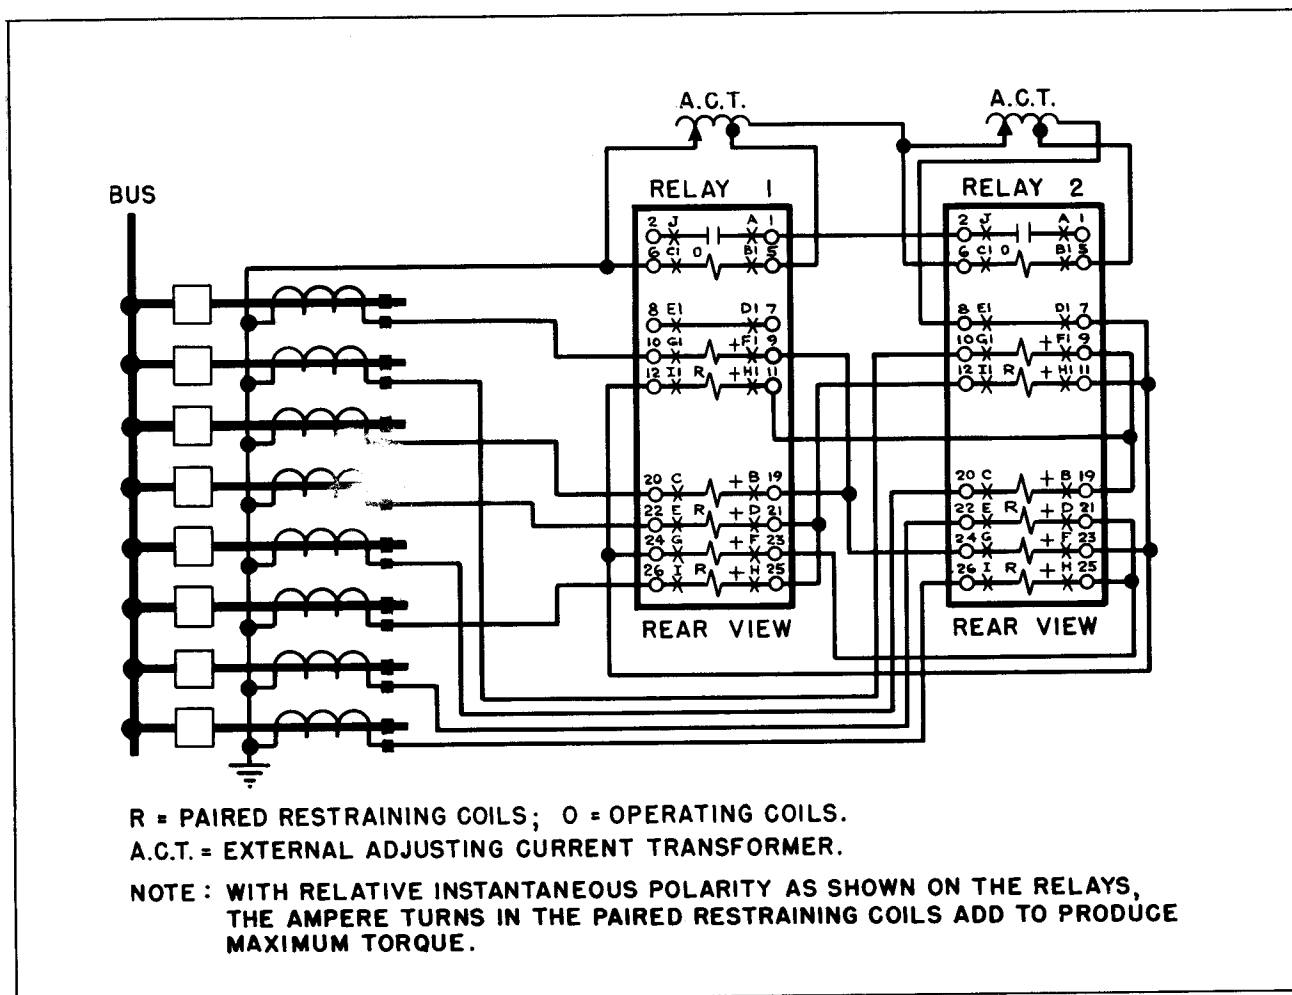 A.C.T. A.C.T.
BUS
RELAY 1 RELAY 2
2 J A 1 2 J A 1
6 C1 O B1 5 6 C1 O B1 5
8 E1 D1 7 8 E1 D1 7
10 G1 +F1 9 10 G1 +F1 9
12 I1 R +H1 11 12 I1 R +H1 11
20 C + B 19 20 C + B 19
22 E R + D 21 22 E R + D 21
24 G + F 23 24 G + F 23
26 I R + H 25 26 I R + H 25
REAR VIEW REAR VIEW
R = PAIRED RESTRAINING COILS; O = OPERATING COILS.
A.C.T. = EXTERNAL ADJUSTING CURRENT TRANSFORMER.
NOTE: WITH RELATIVE INSTANTANEOUS POLARITY AS SHOWN ON THE RELAYS,
THE AMPERE TURNS IN THE PAIRED RESTRAINING COILS ADD TO PRODUCE
MAXIMUM TORQUE.